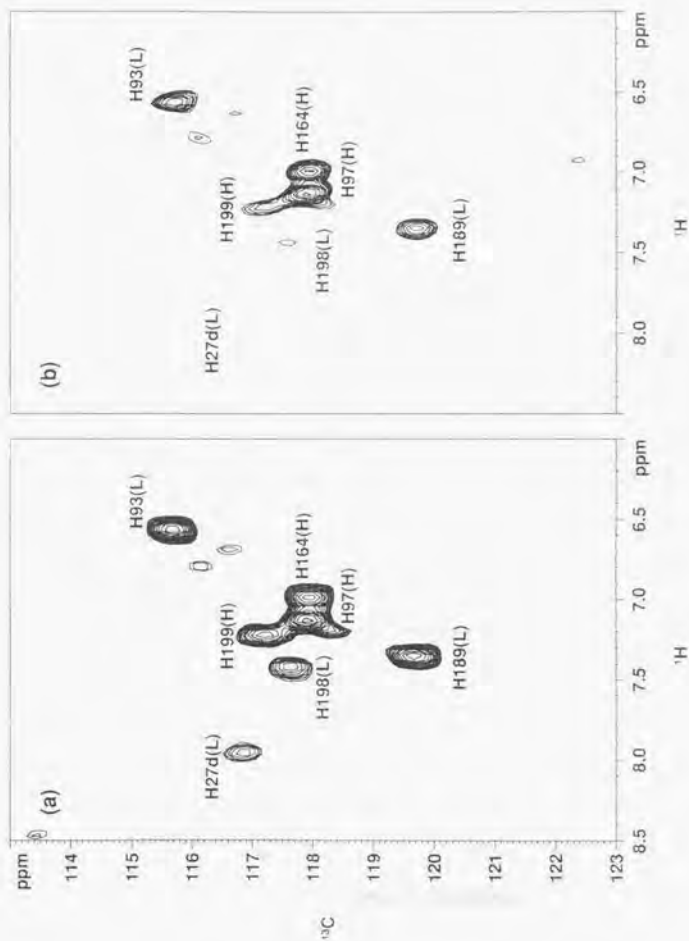 ppm
(a)
114
115
116
117
118
119
120
121
122
123
¹³C
H93(L)
H27d(L)
H199(H)
H164(H)
H198(L)
H97(H)
H189(L)
8.5 8.0 7.5 7.0 6.5 ppm
¹H
(b)
H93(L)
H27d(L)
H199(H)
H164(H)
H198(L)
H97(H)
H189(L)
8.0 7.5 7.0 6.5 ppm
¹H